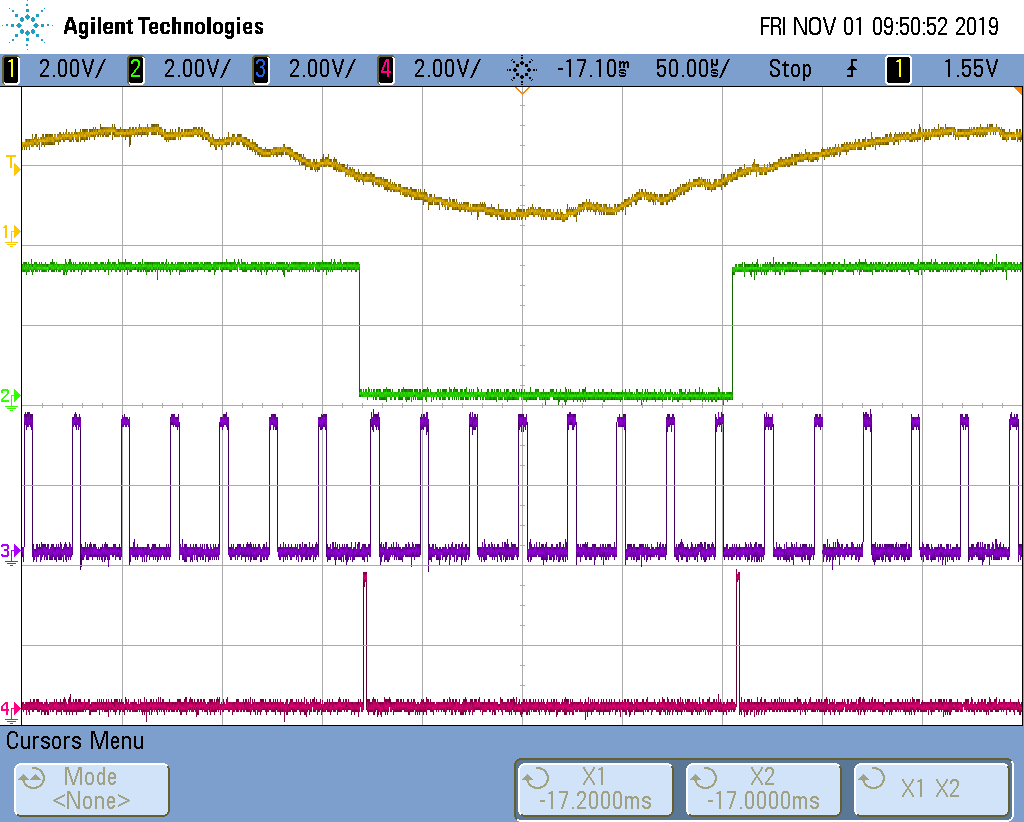 Agilent Technologies FRI NOV 01 09:50:52 2019
1 2.00V/ 2 2.00V/ 3 2.00V/ 4 2.00V/ -17.10ms 50.00µs/ Stop 1 1.55V
T
1
2
3
4
Cursors Menu
Mode X1 X2 X1 X2
<None> -17.2000ms -17.0000ms